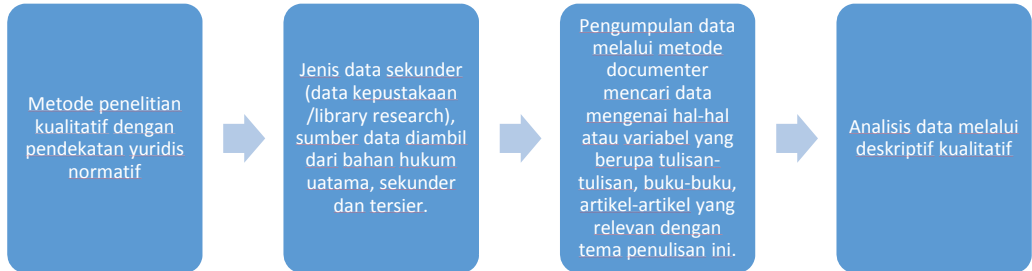 Metode penelitian
kualitatif dengan
pendekatan yuridis
normatif
Jenis data sekunder
(data kepustakaan
/library research),
sumber data diambil
dari bahan hukum
uatama, sekunder
dan tersier.
Pengumpulan data
melalui metode
documenter
mencari data
mengenai hal-hal
atau variabel yang
berupa tulisan-
tulisan, buku-buku,
artikel-artikel yang
relevan dengan
tema penulisan ini.
Analisis data melalui
deskriptif kualitatif